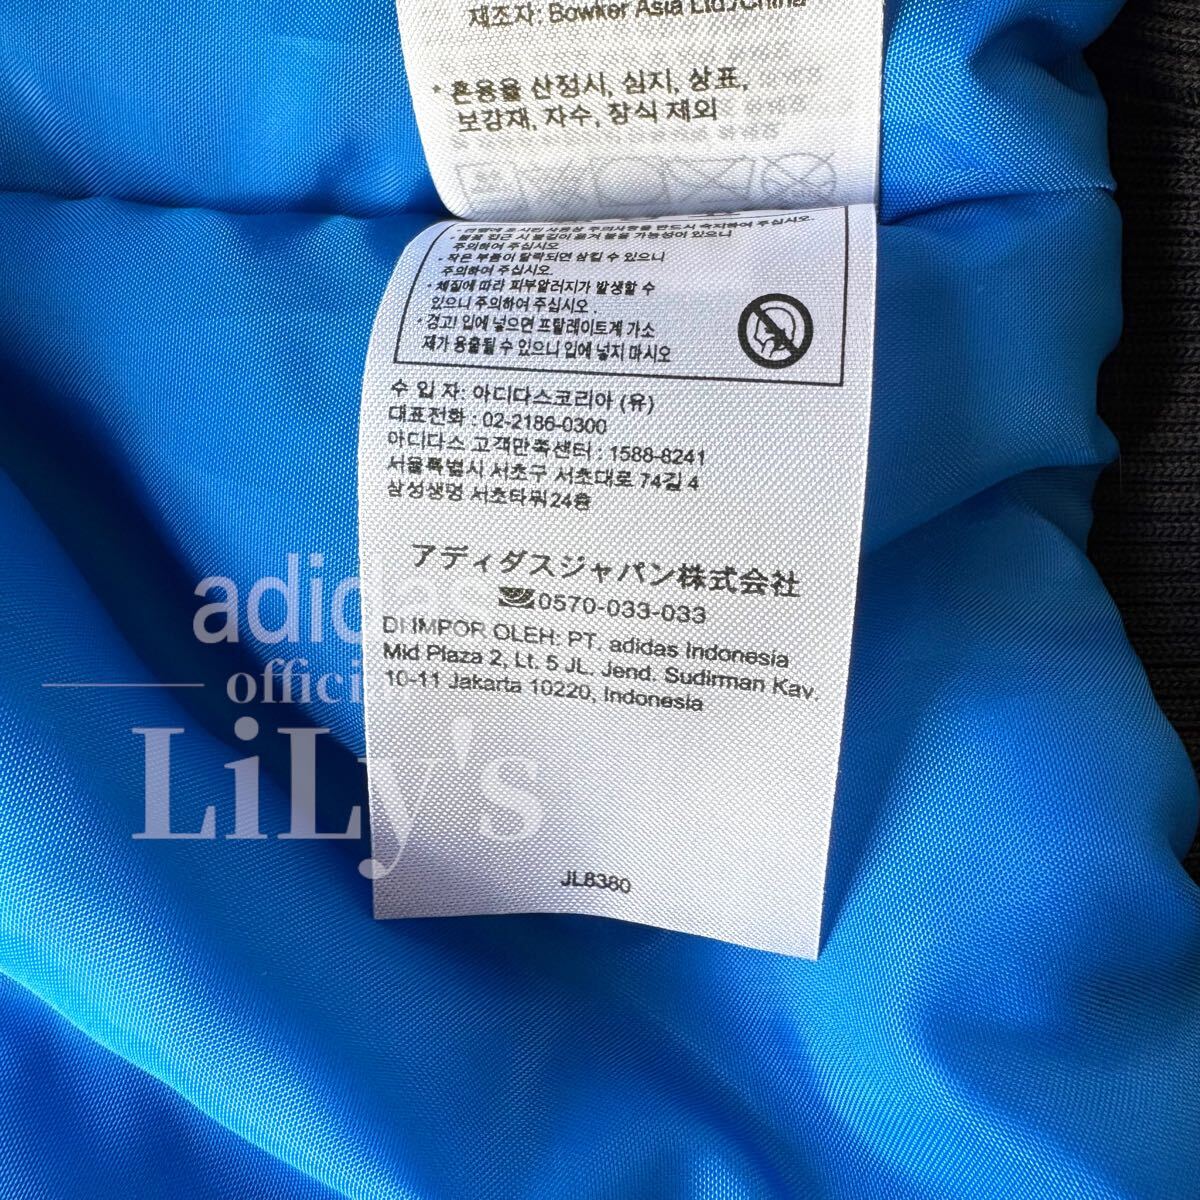 제조자: Bowker Asia Ltd./China
* 혼용율 산정시, 심지, 상표,
보강재, 자수, 장식 제외
주의하여 주십시오
· 작은 부품이 탈락되면 삼킬 수 있으니
주의하여 주십시오.
· 체질에 따라 피부알러지가 발생할 수
있으니 주의하여 주십시오 .
· 경고! 입에 넣으면 프탈레이트계 가소
제가 용출될 수 있으니 입에 넣지 마시오
수 입 자: 아디다스코리아 (유)
대표전화 : 02-2186-0300
아디다스 고객만족센터 : 1588-8241
서울특별시 서초구 서초대로 74길 4
삼성생명 서초타워24층
アディダスジャパン株式会社
0570-033-033
DI IMPOR OLEH: PT. adidas Indonesia
Mid Plaza 2, Lt. 5 JL. Jend. Sudirman Kav.
10-11 Jakarta 10220, Indonesia
adidas
official
LiLy's
JL8380